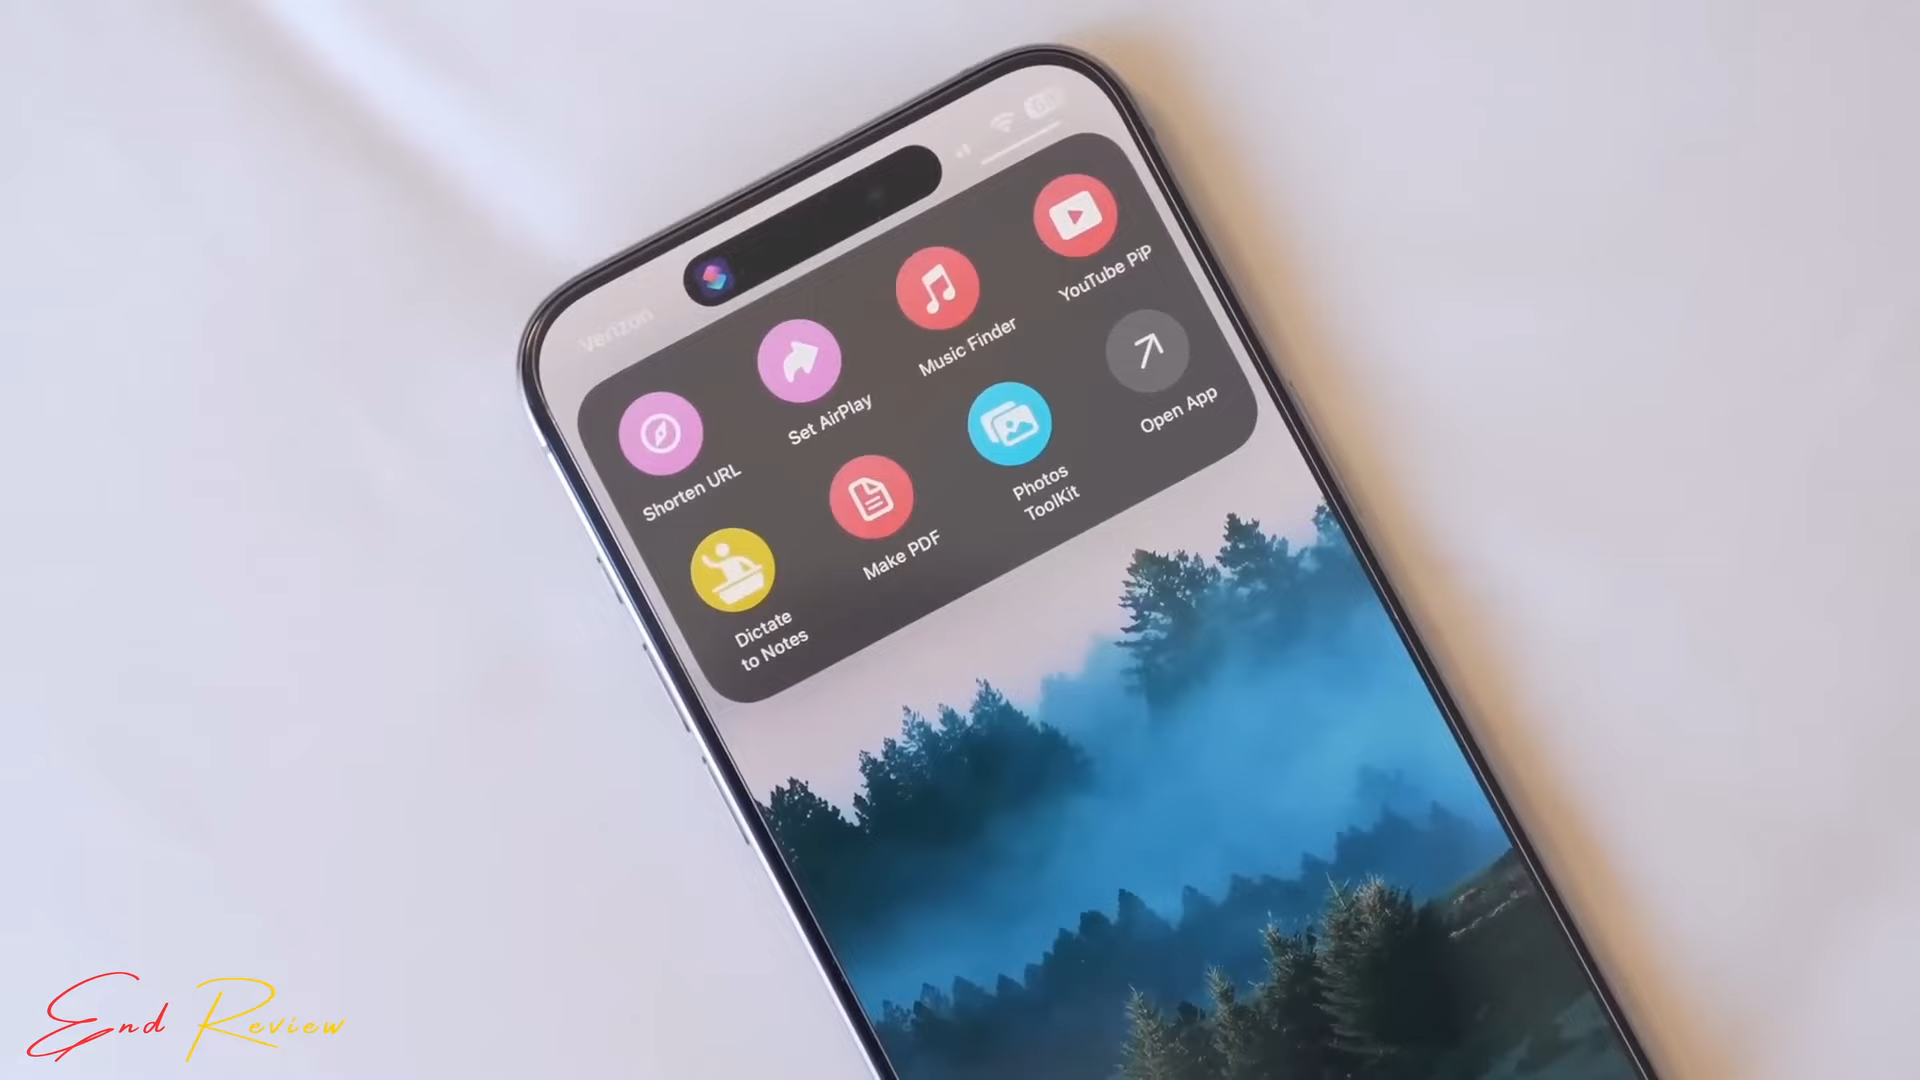 Verizon
Shorten URL
Set AirPlay
Music Finder
YouTube PiP
Dictate
to Notes
Make PDF
Photos
ToolKit
Open App
End Review